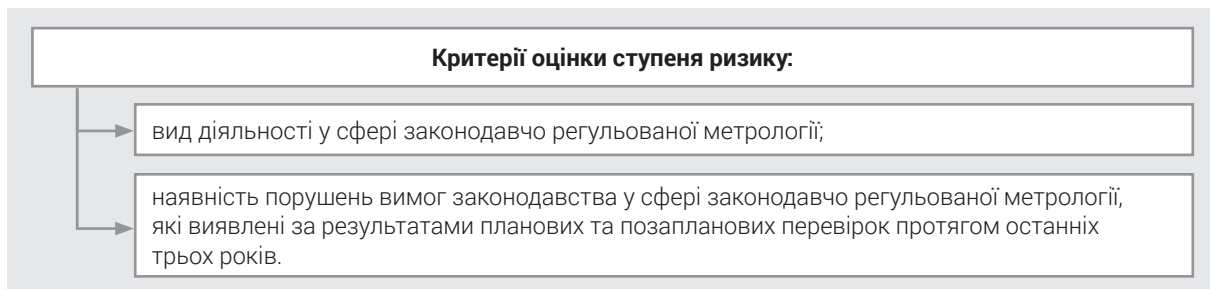 Критерії оцінки ступеня ризику:
вид діяльності у сфері законодавчо регульованої метрології;
наявність порушень вимог законодавства у сфері законодавчо регульованої метрології,
які виявлені за результатами планових та позапланових перевірок протягом останніх
трьох років.